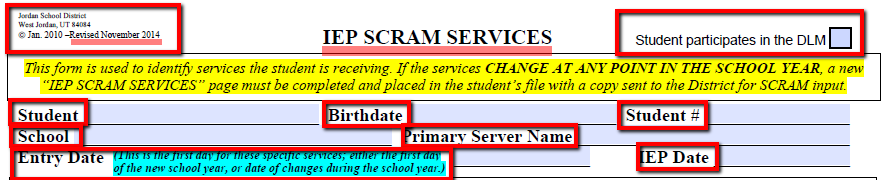 Jordan School District
West Jordan, UT 84084
© Jan. 2010 –Revised November 2014
IEP SCRAM SERVICES
Student participates in the DLM
This form is used to identify services the student is receiving. If the services CHANGE AT ANY POINT IN THE SCHOOL YEAR, a new
“IEP SCRAM SERVICES” page must be completed and placed in the student’s file with a copy sent to the District for SCRAM input.
Student Birthdate Student #
School Primary Server Name
Entry Date (This is the first day for these specific services; either the first day
of the new school year, or date of changes during the school year.) IEP Date